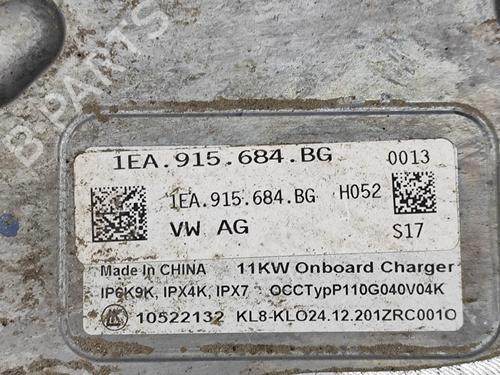 B-PARTS
1EA.915.684.BG 0013
1EA.915.684.BG H052
VW AG S17
Made in CHINA 11KW Onboard Charger
IP6K9K, IPX4K, IPX7 OCCTypP110G040V04K
10522132 KL8-KLO24.12.201ZRC001O